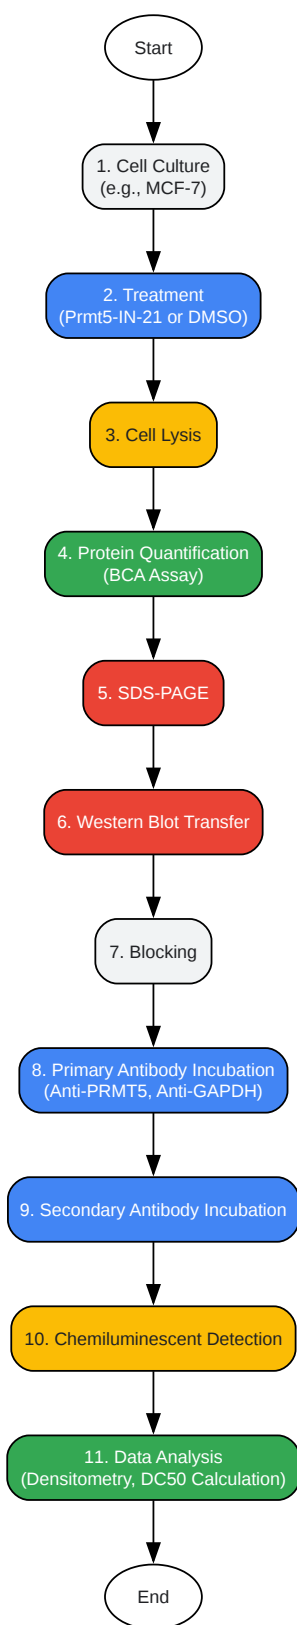 Start
1. Cell Culture
(e.g., MCF-7)
2. Treatment
(Prmt5-IN-21 or DMSO)
3. Cell Lysis
4. Protein Quantification
(BCA Assay)
5. SDS-PAGE
6. Western Blot Transfer
7. Blocking
8. Primary Antibody Incubation
(Anti-PRMT5, Anti-GAPDH)
9. Secondary Antibody Incubation
10. Chemiluminescent Detection
11. Data Analysis
(Densitometry, DC50 Calculation)
End